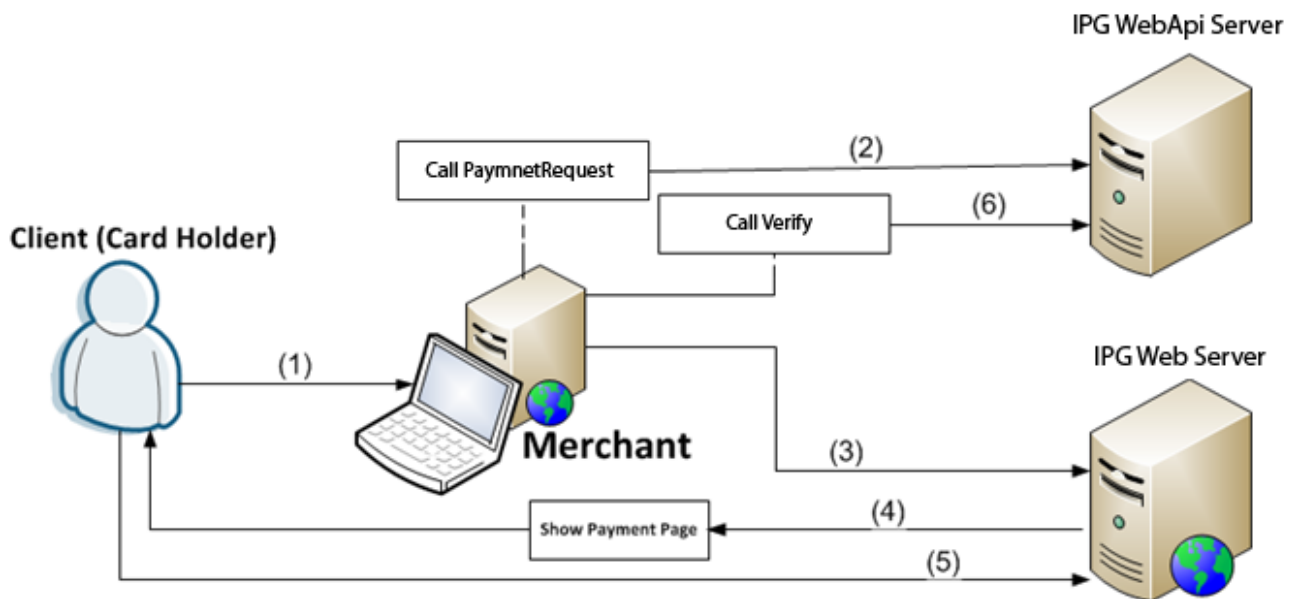 IPG WebApi Server
(2)
Call PaymnetRequest
(6)
Call Verify
Client (Card Holder)
IPG Web Server
(1)
Merchant
(3)
(4)
Show Payment Page
(5)